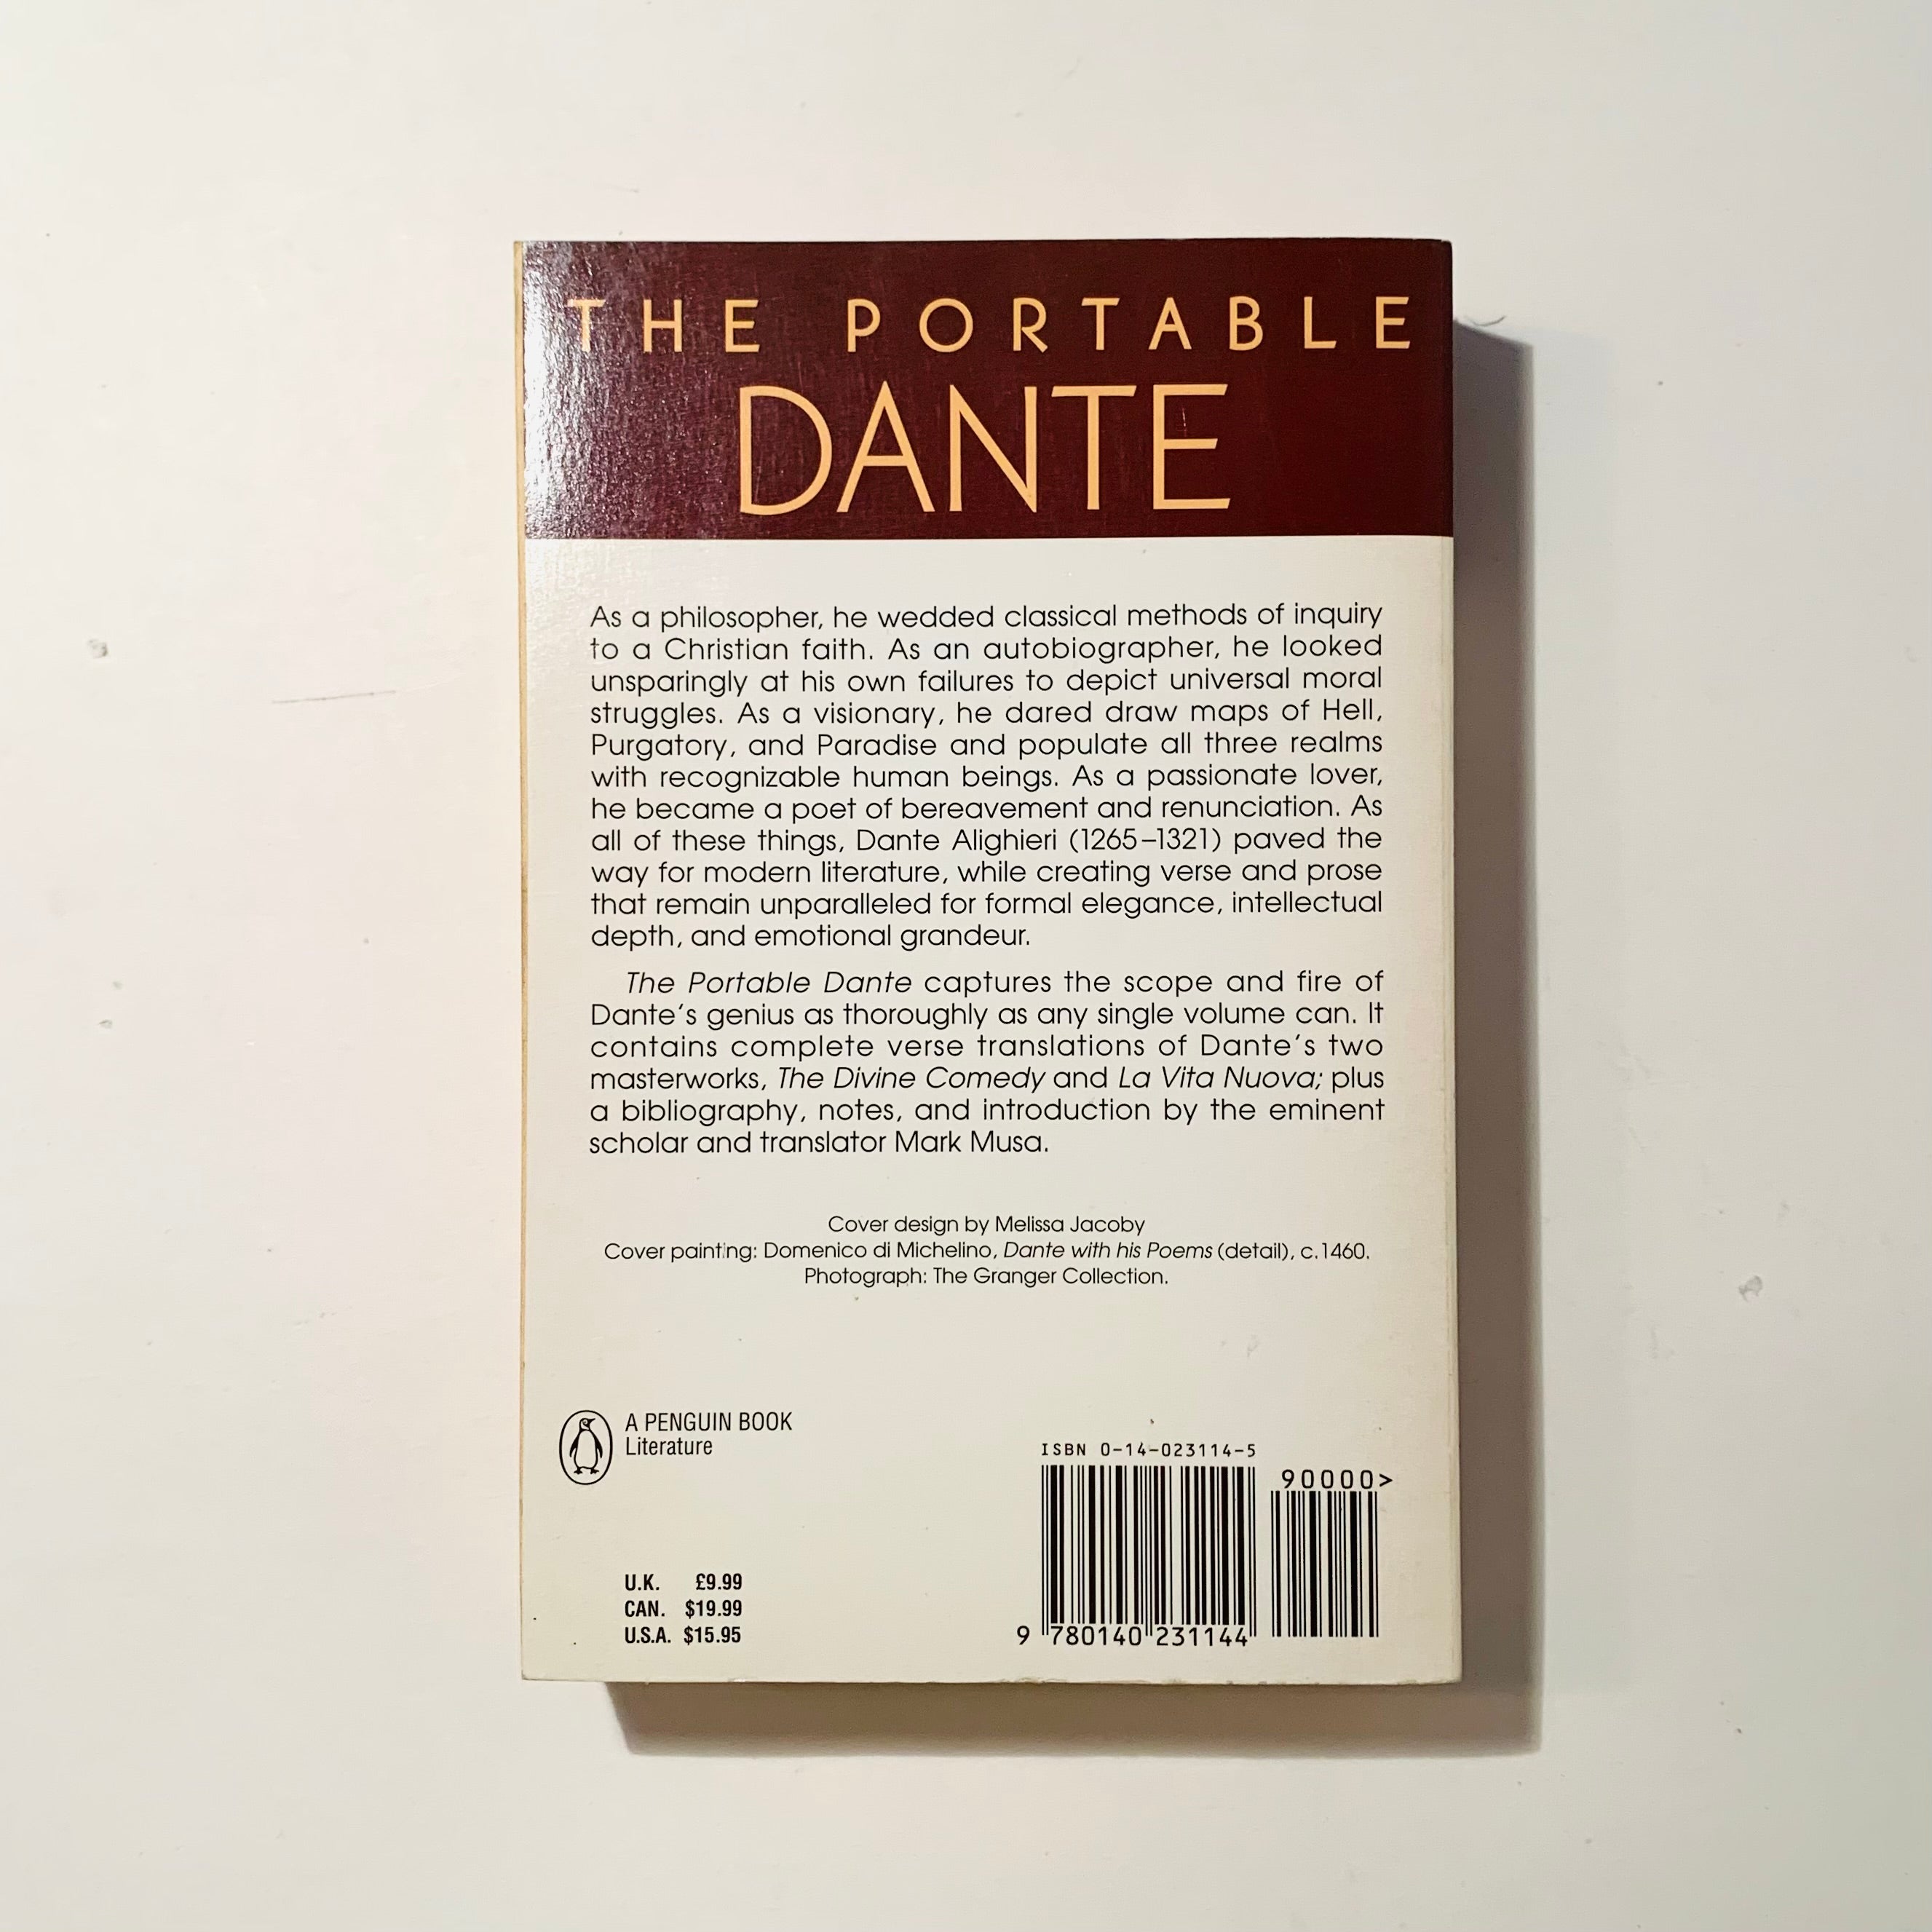 THE PORTABLE
DANTE
As a philosopher, he wedded classical methods of inquiry
to a Christian faith. As an autobiographer, he looked
unsparingly at his own failures to depict universal moral
struggles. As a visionary, he dared draw maps of Hell,
Purgatory, and Paradise and populate all three realms
with recognizable human beings. As a passionate lover,
he became a poet of bereavement and renunciation. As
all of these things, Dante Alighieri (1265–1321) paved the
way for modern literature, while creating verse and prose
that remain unparalleled for formal elegance, intellectual
depth, and emotional grandeur.
The Portable Dante captures the scope and fire of
Dante's genius as thoroughly as any single volume can. It
contains complete verse translations of Dante's two
masterworks, The Divine Comedy and La Vita Nuova; plus
a bibliography, notes, and introduction by the eminent
scholar and translator Mark Musa.
Cover design by Melissa Jacoby
Cover painting: Domenico di Michelino, Dante with his Poems (detail), c.1460.
Photograph: The Granger Collection.
A PENGUIN BOOK
Literature
U.K. £9.99
CAN. $19.99
U.S.A. $15.95
ISBN 0-14-023114-5
90000>
9 780140 231144